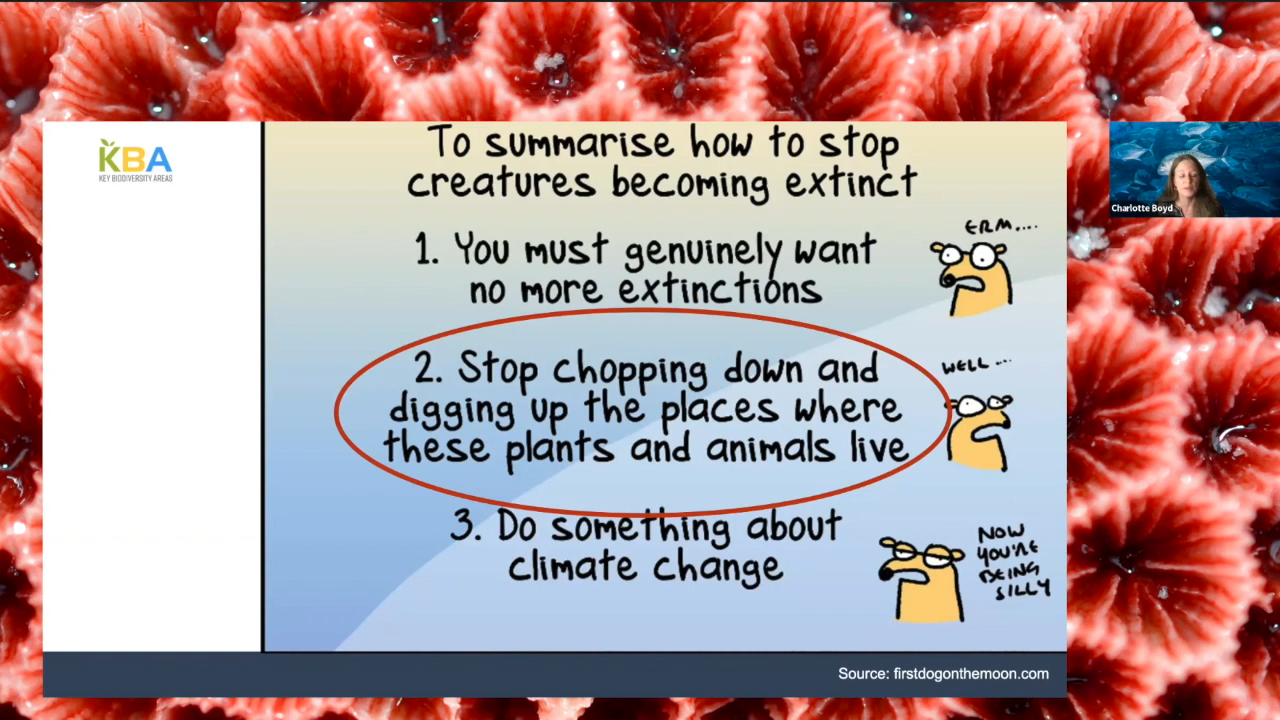 KBA
KEY BIODIVERSITY AREAS
To summarise how to stop
creatures becoming extinct
1. You must genuinely want
no more extinctions
ERM....
2. Stop chopping down and
digging up the places where
these plants and animals live
WELL ...
3. Do something about
climate change
NOW
YOU'RE
BEING
SILLY
Source: firstdogonthemoon.com
Charlotte Boyd